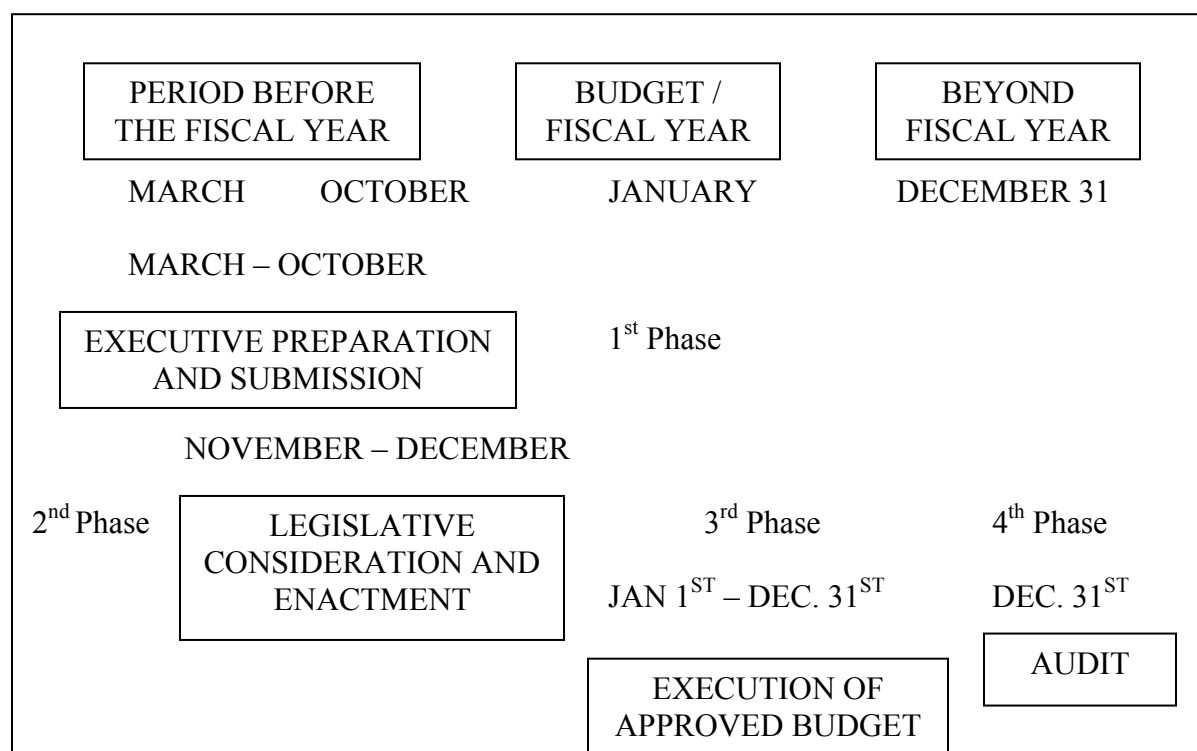 PERIOD BEFORE
THE FISCAL YEAR
BUDGET /
FISCAL YEAR
BEYOND
FISCAL YEAR
MARCH OCTOBER JANUARY DECEMBER 31
MARCH – OCTOBER
EXECUTIVE PREPARATION
AND SUBMISSION
1st Phase
NOVEMBER – DECEMBER
2nd Phase
LEGISLATIVE
CONSIDERATION AND
ENACTMENT
3rd Phase
JAN 1ST – DEC. 31ST
EXECUTION OF
APPROVED BUDGET
4th Phase
DEC. 31ST
AUDIT